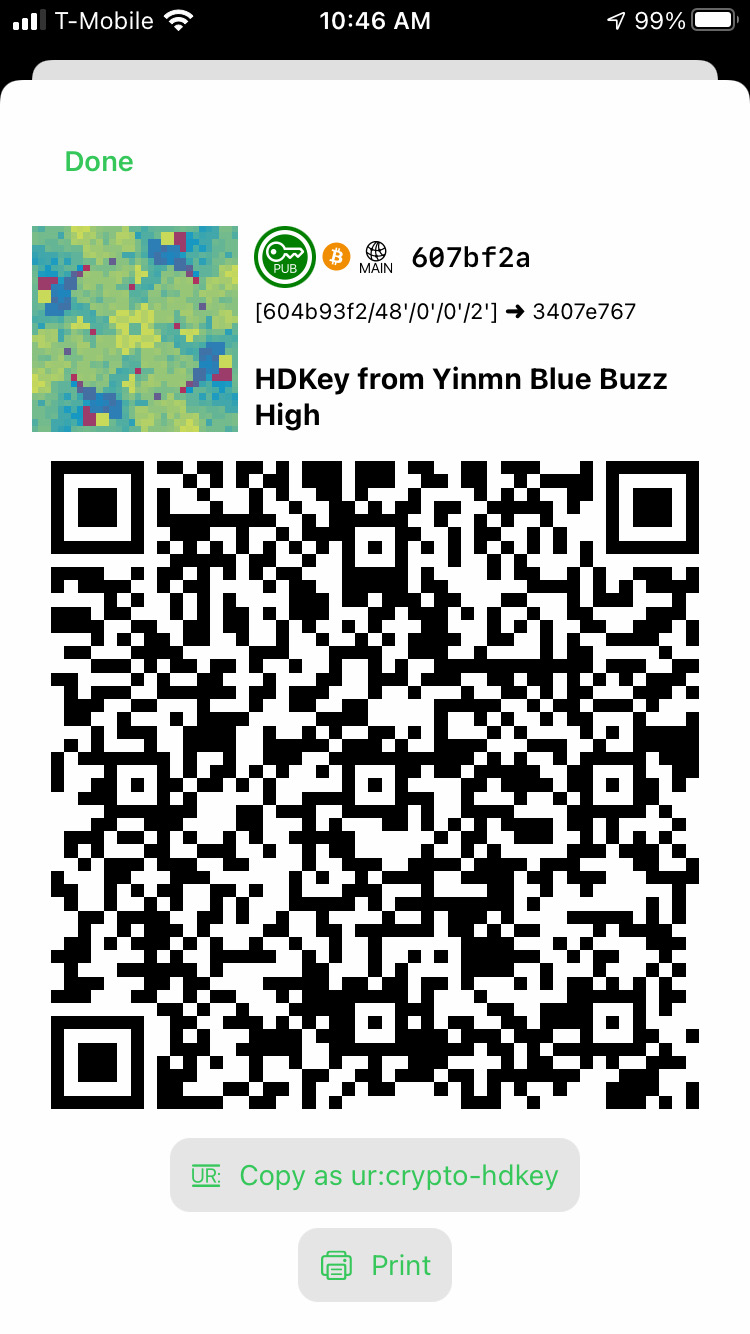 T-Mobile 10:46 AM 99%
Done
PUB MAIN 607bf2a
[604b93f2/48'/0'/0'/2'] ➜ 3407e767
HDKey from Yinmn Blue Buzz
High
UR: Copy as ur:crypto-hdkey
Print